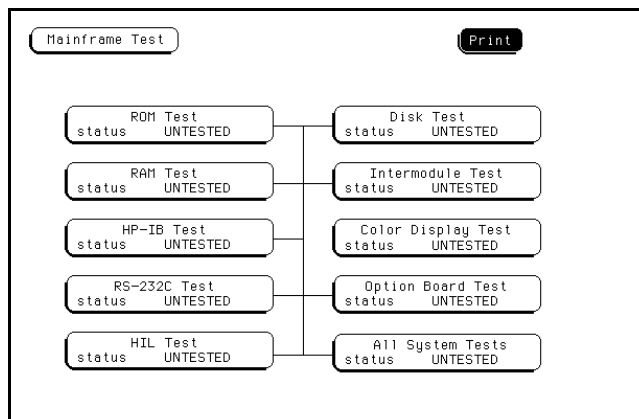 Mainframe Test
Print
ROM Test
status UNTESTED
Disk Test
status UNTESTED
RAM Test
status UNTESTED
Intermodule Test
status UNTESTED
HP-IB Test
status UNTESTED
Color Display Test
status UNTESTED
RS-232C Test
status UNTESTED
Option Board Test
status UNTESTED
HIL Test
status UNTESTED
All System Tests
status UNTESTED